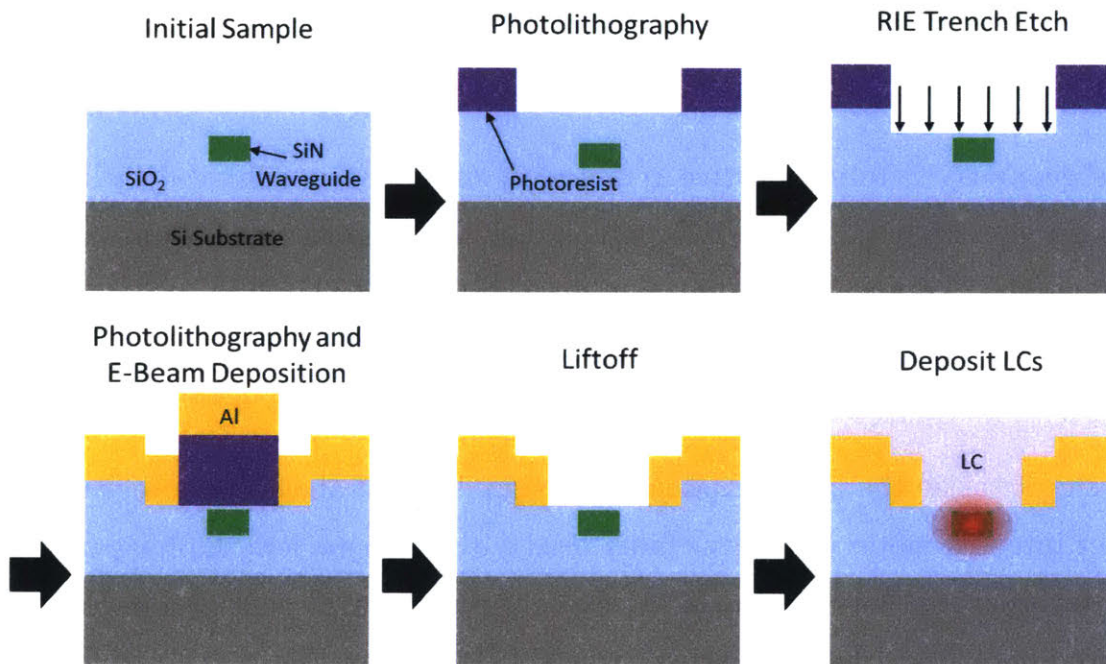 Initial Sample
Photolithography
RIE Trench Etch
SiN
Waveguide
SiO2
Si Substrate
Photoresist
Photolithography and
E-Beam Deposition
Liftoff
Deposit LCs
Al
LC